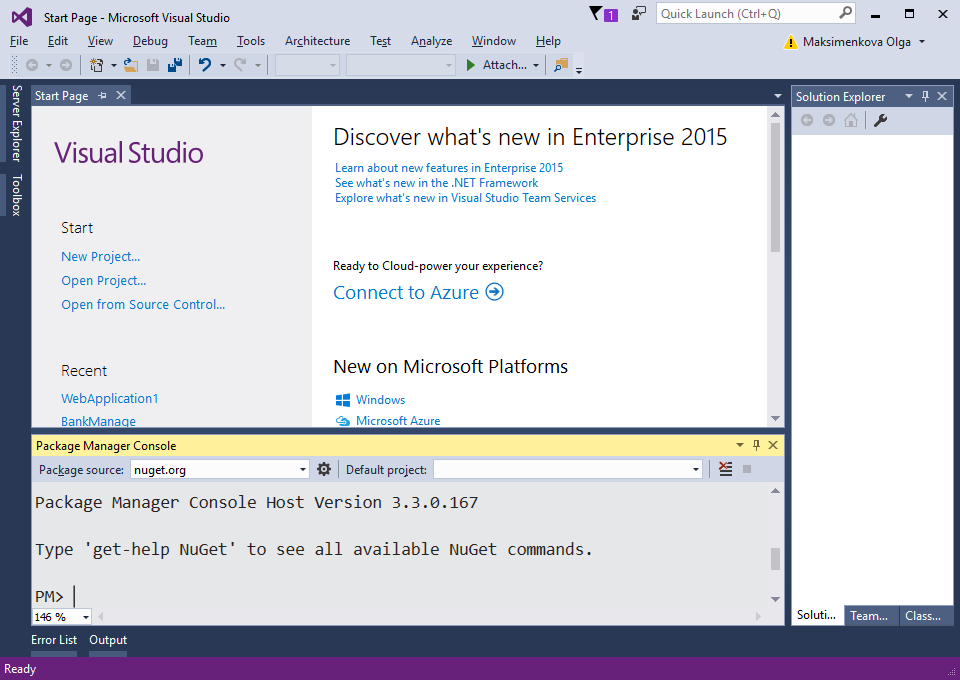 Start Page - Microsoft Visual Studio
1
Quick Launch (Ctrl+Q)
File Edit View Debug Team Tools Architecture Test Analyze Window Help
Maksimenkova Olga
Attach...
Server Explorer
Toolbox
Start Page
Visual Studio
Start
New Project...
Open Project...
Open from Source Control...
Recent
WebApplication1
BankManage
Discover what's new in Enterprise 2015
Learn about new features in Enterprise 2015
See what's new in the .NET Framework
Explore what's new in Visual Studio Team Services
Ready to Cloud-power your experience?
Connect to Azure
New on Microsoft Platforms
Windows
Microsoft Azure
Solution Explorer
Soluti... Team... Class...
Package Manager Console
Package source: nuget.org Default project:
Package Manager Console Host Version 3.3.0.167
Type 'get-help NuGet' to see all available NuGet commands.
PM>
146 %
Error List Output
Ready